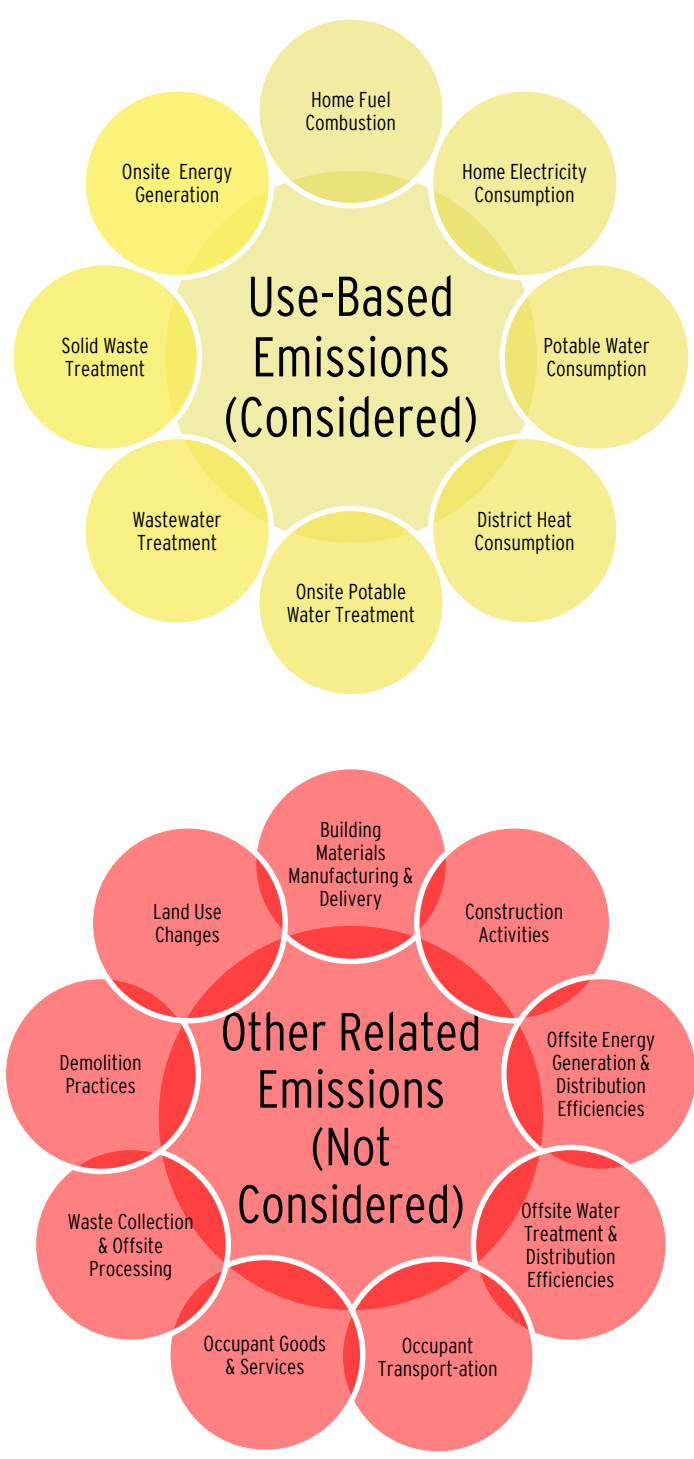 Home Fuel
Combustion
Onsite Energy
Generation
Home Electricity
Consumption
Use-Based
Emissions
(Considered)
Solid Waste
Treatment
Potable Water
Consumption
Wastewater
Treatment
District Heat
Consumption
Onsite Potable
Water Treatment
Building
Materials
Manufacturing &
Delivery
Land Use
Changes
Construction
Activities
Other Related
Emissions
(Not
Considered)
Demolition
Practices
Offsite Energy
Generation &
Distribution
Efficiencies
Waste Collection
& Offsite
Processing
Offsite Water
Treatment &
Distribution
Efficiencies
Occupant Goods
& Services
Occupant
Transport-ation